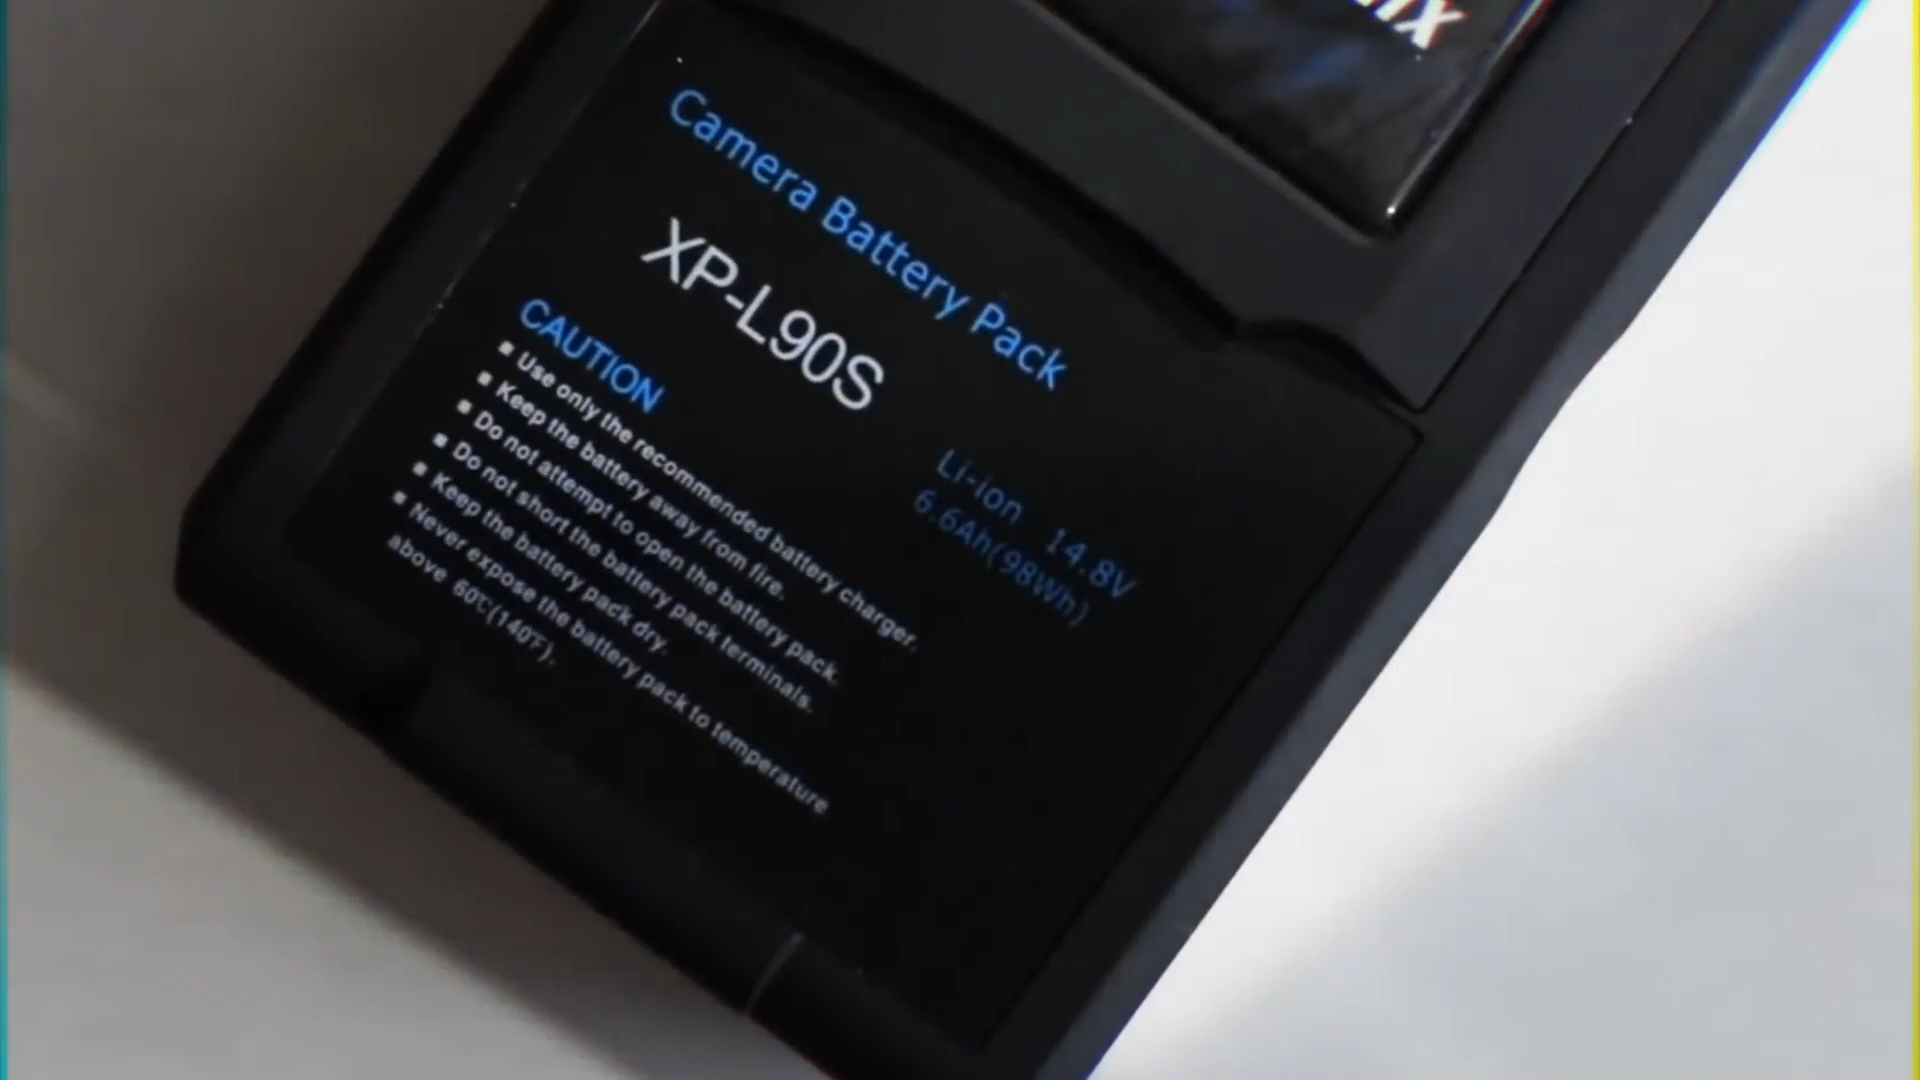 Camera Battery Pack
XP-L90S
CAUTION
▪ Use only the recommended battery charger.
▪ Keep the battery away from fire.
▪ Do not attempt to open the battery pack.
▪ Do not short the battery pack terminals.
▪ Keep the battery pack dry.
▪ Never expose the battery pack to temperature
above 60℃(140℉).
Li-ion 14.8V
6.6Ah(98Wh)